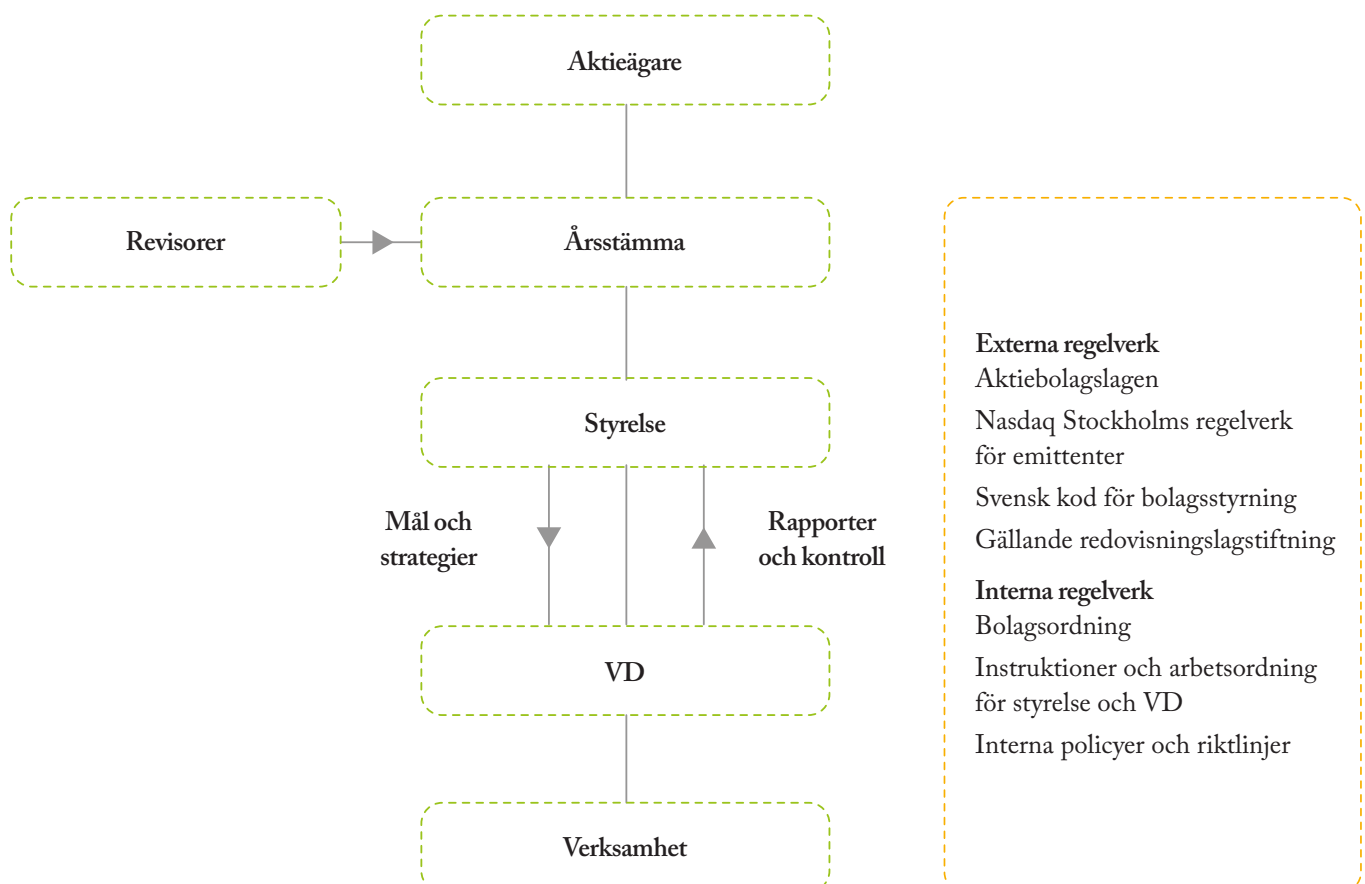 Aktieägare
Revisorer
Årsstämma
Styrelse
Mål och
strategier
Rapporter
och kontroll
VD
Verksamhet
Externa regelverk
Aktiebolagslagen
Nasdaq Stockholms regelverk
för emittenter
Svensk kod för bolagsstyrning
Gällande redovisningslagstiftning
Interna regelverk
Bolagsordning
Instruktioner och arbetsordning
för styrelse och VD
Interna policyer och riktlinjer